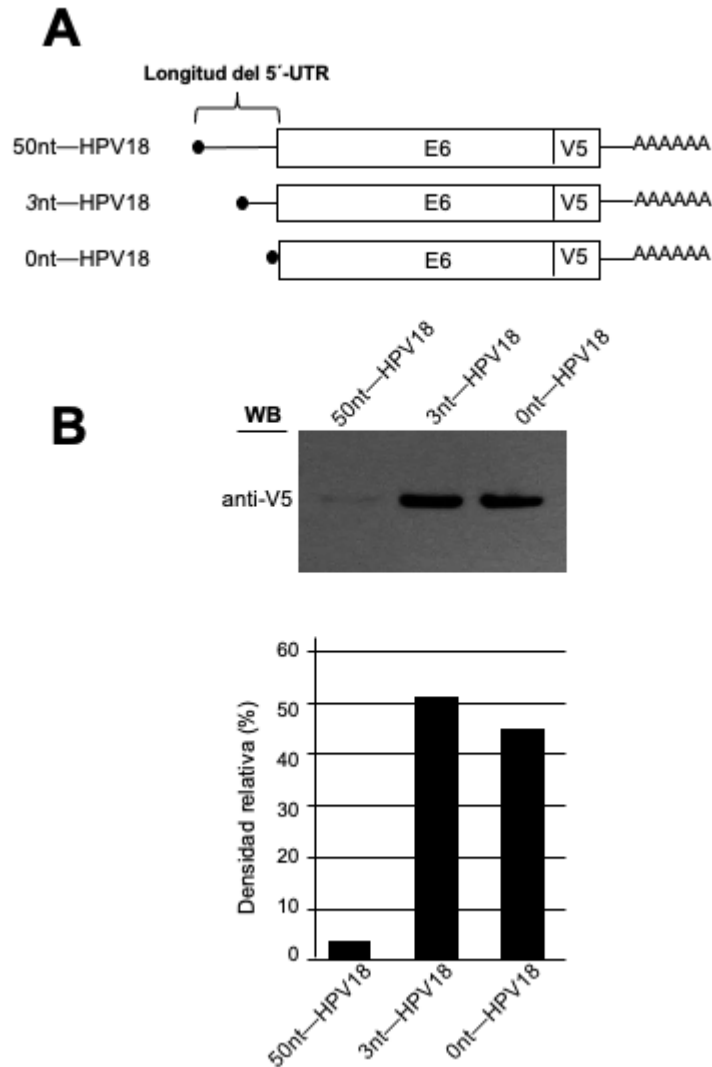 A
Longitud del 5´-UTR
50nt—HPV18 E6 V5 AAAAAA
3nt—HPV18 E6 V5 AAAAAA
0nt—HPV18 E6 V5 AAAAAA
B
WB 50nt—HPV18 3nt—HPV18 0nt—HPV18
anti-V5
Densidad relativa (%)
60
50
40
30
20
10
0
50nt—HPV18 3nt—HPV18 0nt—HPV18